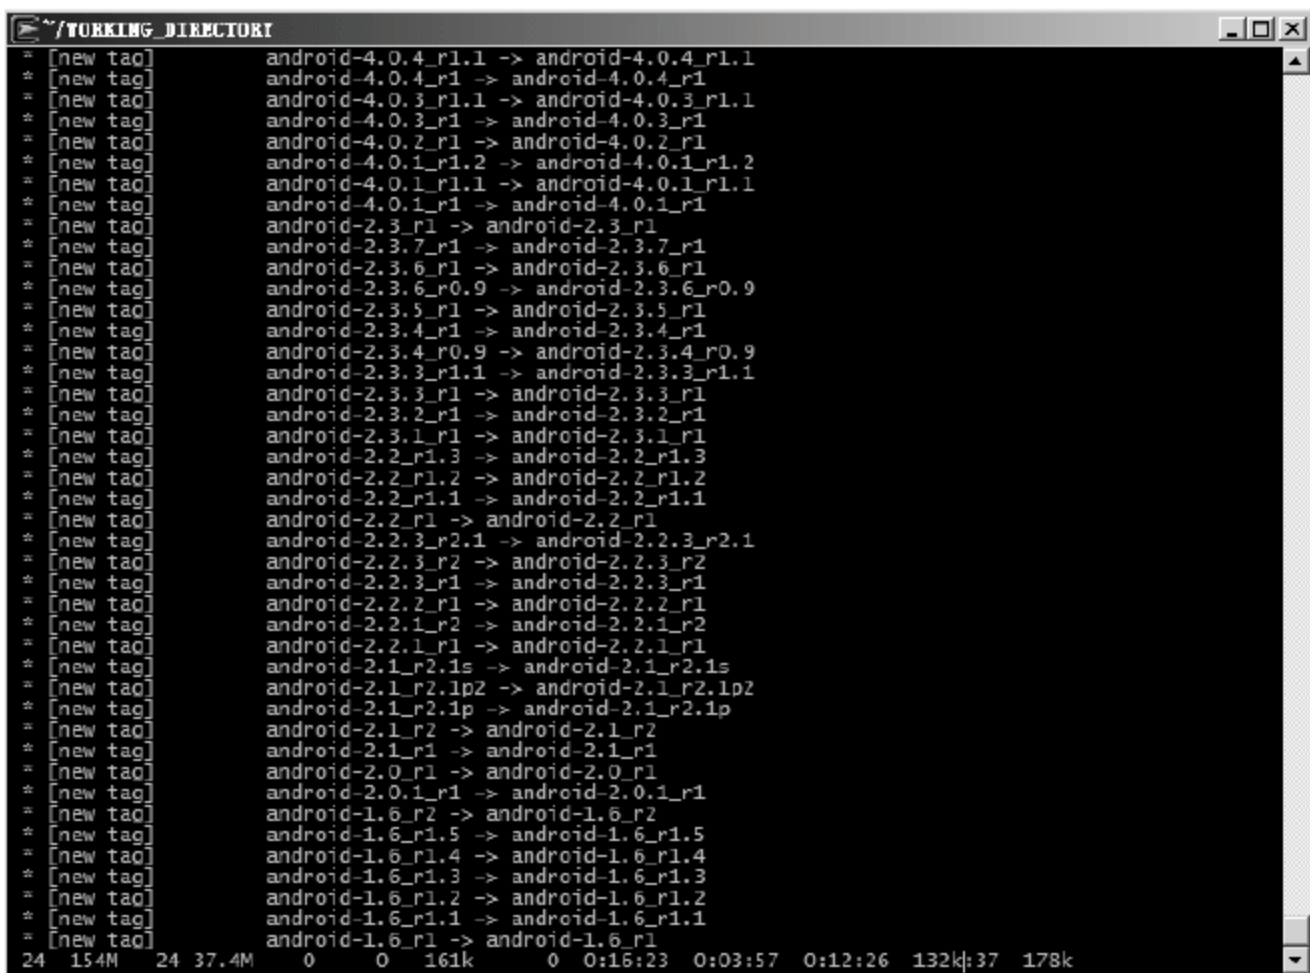 ~/WORKING_DIRECTORY
* [new tag] android-4.0.4_r1.1 -> android-4.0.4_r1.1
* [new tag] android-4.0.4_r1 -> android-4.0.4_r1
* [new tag] android-4.0.3_r1.1 -> android-4.0.3_r1.1
* [new tag] android-4.0.3_r1 -> android-4.0.3_r1
* [new tag] android-4.0.2_r1 -> android-4.0.2_r1
* [new tag] android-4.0.1_r1.2 -> android-4.0.1_r1.2
* [new tag] android-4.0.1_r1.1 -> android-4.0.1_r1.1
* [new tag] android-4.0.1_r1 -> android-4.0.1_r1
* [new tag] android-2.3_r1 -> android-2.3_r1
* [new tag] android-2.3.7_r1 -> android-2.3.7_r1
* [new tag] android-2.3.6_r1 -> android-2.3.6_r1
* [new tag] android-2.3.6_r0.9 -> android-2.3.6_r0.9
* [new tag] android-2.3.5_r1 -> android-2.3.5_r1
* [new tag] android-2.3.4_r1 -> android-2.3.4_r1
* [new tag] android-2.3.4_r0.9 -> android-2.3.4_r0.9
* [new tag] android-2.3.3_r1.1 -> android-2.3.3_r1.1
* [new tag] android-2.3.3_r1 -> android-2.3.3_r1
* [new tag] android-2.3.2_r1 -> android-2.3.2_r1
* [new tag] android-2.3.1_r1 -> android-2.3.1_r1
* [new tag] android-2.2_r1.3 -> android-2.2_r1.3
* [new tag] android-2.2_r1.2 -> android-2.2_r1.2
* [new tag] android-2.2_r1.1 -> android-2.2_r1.1
* [new tag] android-2.2_r1 -> android-2.2_r1
* [new tag] android-2.2.3_r2.1 -> android-2.2.3_r2.1
* [new tag] android-2.2.3_r2 -> android-2.2.3_r2
* [new tag] android-2.2.3_r1 -> android-2.2.3_r1
* [new tag] android-2.2.2_r1 -> android-2.2.2_r1
* [new tag] android-2.2.1_r2 -> android-2.2.1_r2
* [new tag] android-2.2.1_r1 -> android-2.2.1_r1
* [new tag] android-2.1_r2.1s -> android-2.1_r2.1s
* [new tag] android-2.1_r2.1p2 -> android-2.1_r2.1p2
* [new tag] android-2.1_r2.1p -> android-2.1_r2.1p
* [new tag] android-2.1_r2 -> android-2.1_r2
* [new tag] android-2.1_r1 -> android-2.1_r1
* [new tag] android-2.0_r1 -> android-2.0_r1
* [new tag] android-2.0.1_r1 -> android-2.0.1_r1
* [new tag] android-1.6_r2 -> android-1.6_r2
* [new tag] android-1.6_r1.5 -> android-1.6_r1.5
* [new tag] android-1.6_r1.4 -> android-1.6_r1.4
* [new tag] android-1.6_r1.3 -> android-1.6_r1.3
* [new tag] android-1.6_r1.2 -> android-1.6_r1.2
* [new tag] android-1.6_r1.1 -> android-1.6_r1.1
* [new tag] android-1.6_r1 -> android-1.6_r1
24 154M 24 37.4M 0 0 161k 0 0:16:23 0:03:57 0:12:26 132k:37 178k